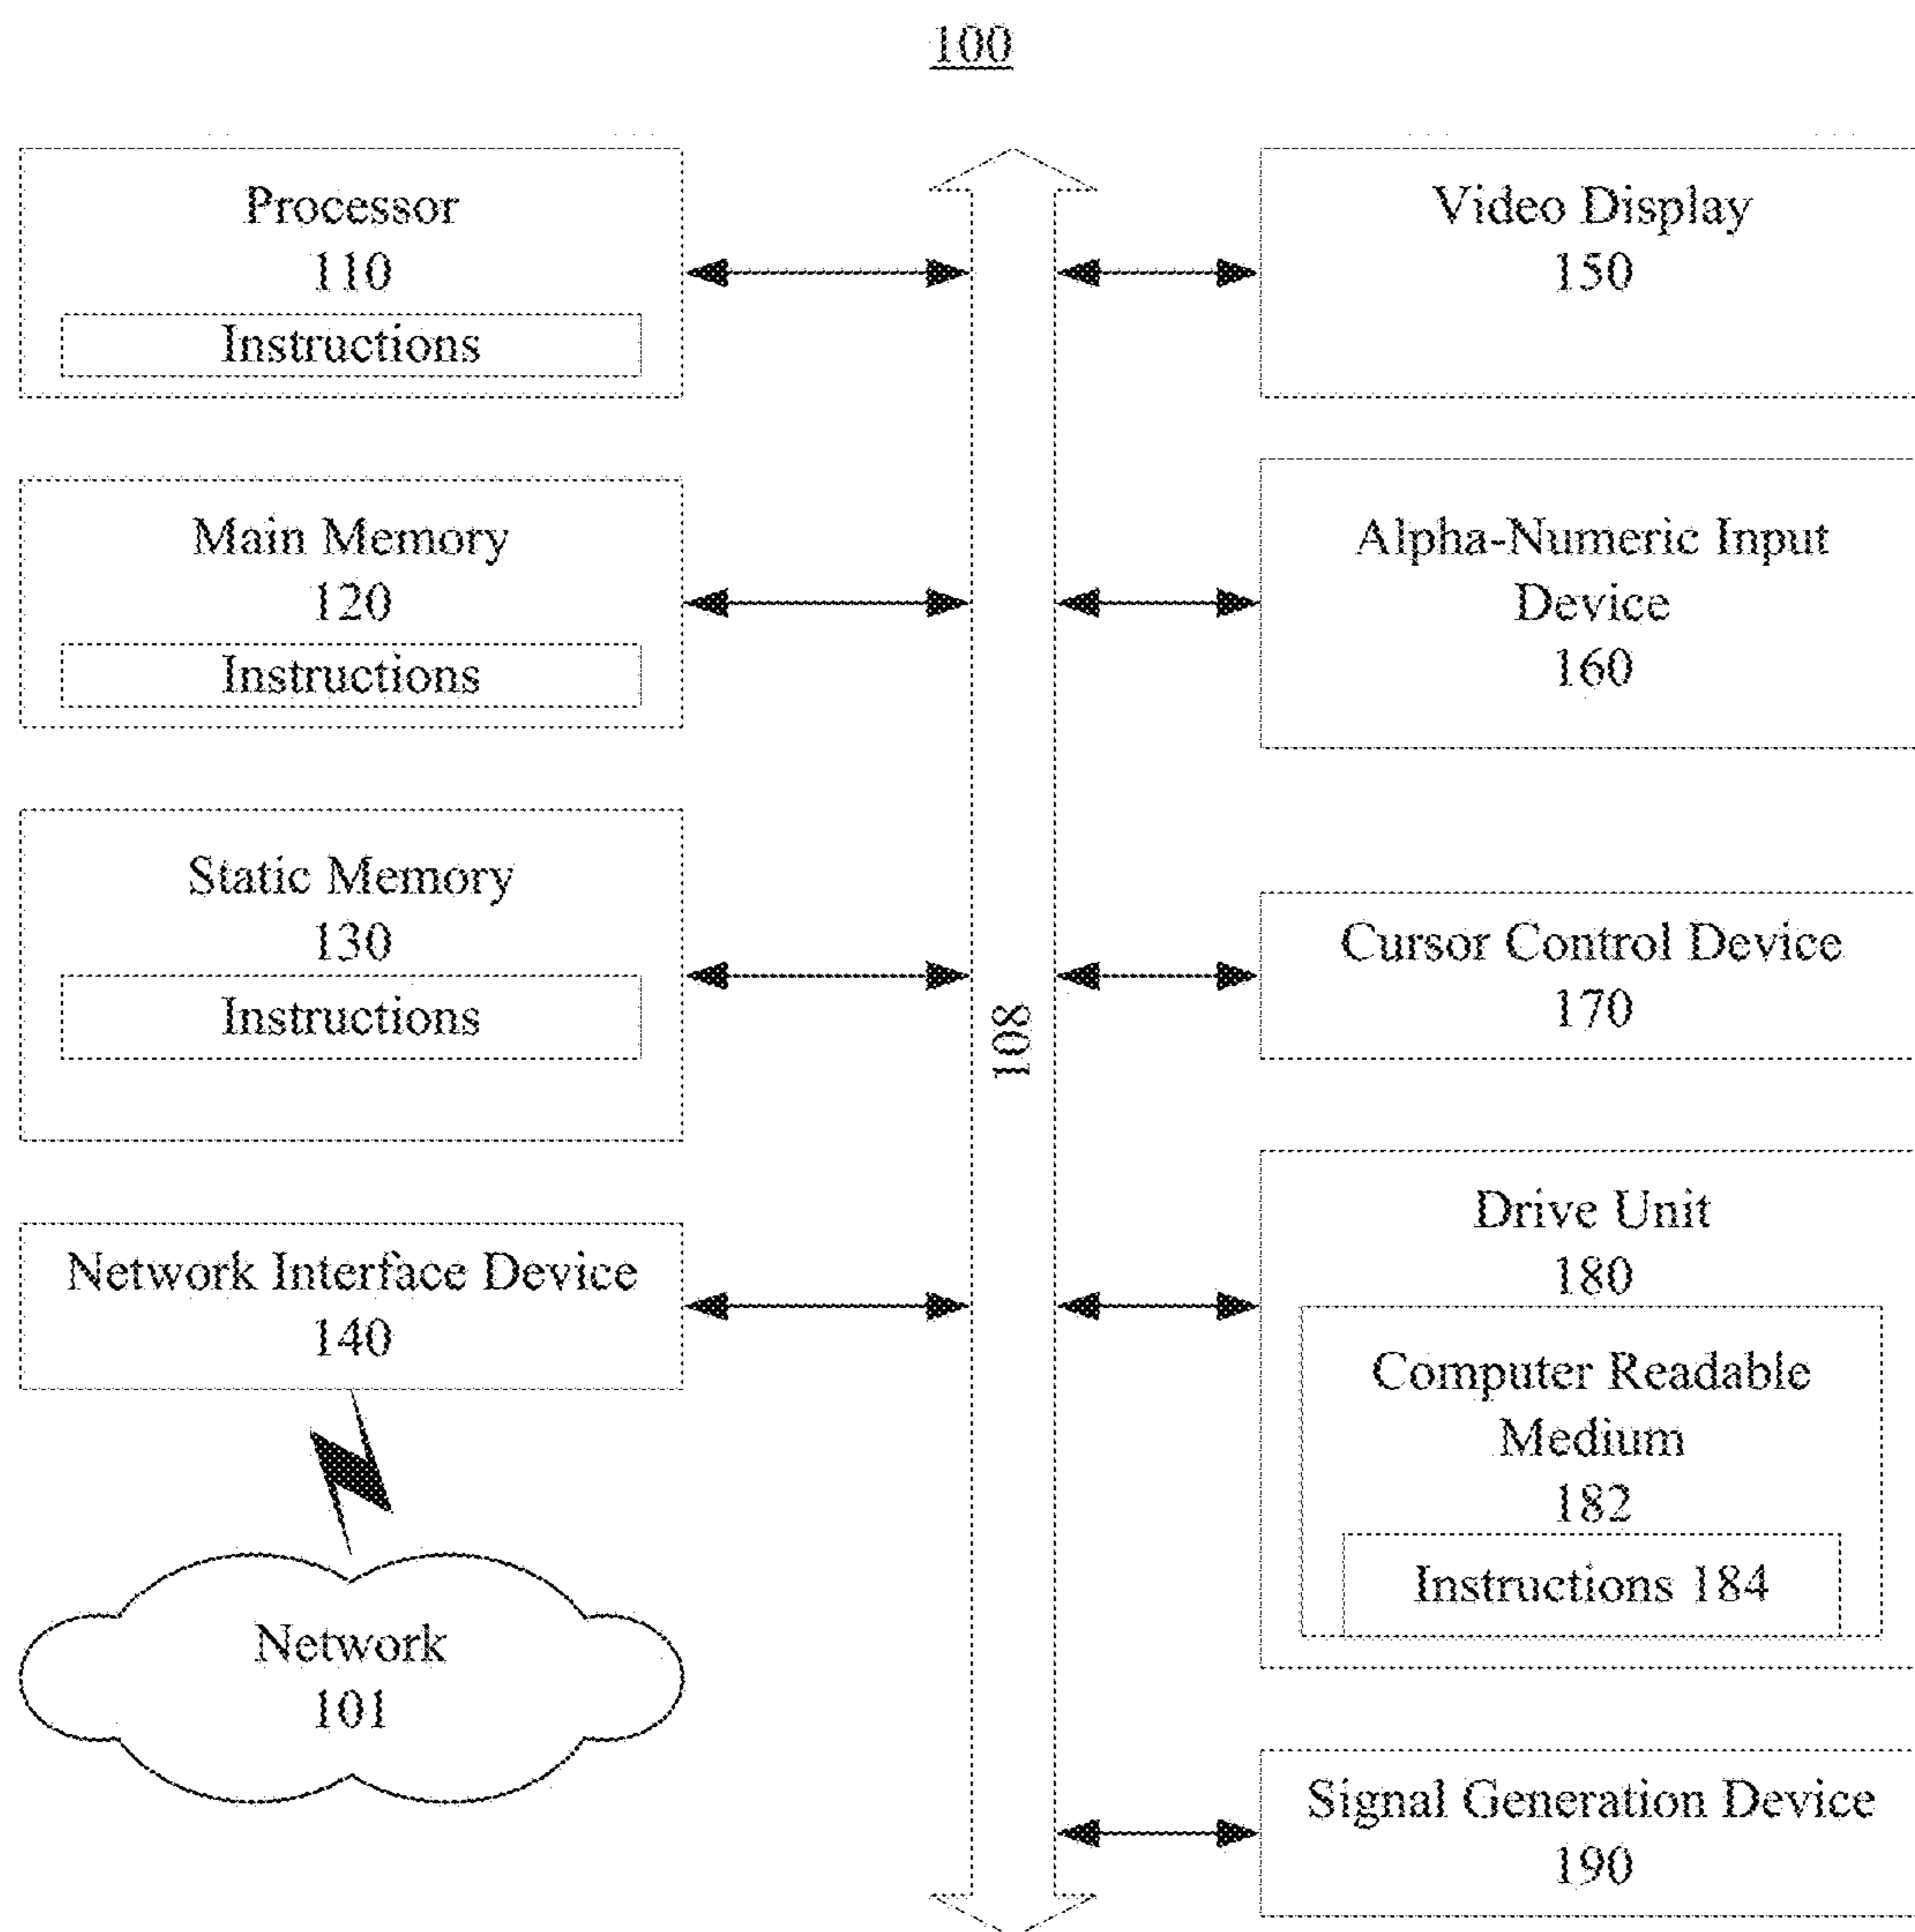 100
Processor
110
Instructions
Main Memory
120
Instructions
Static Memory
130
Instructions
Network Interface Device
140
Network
101
108
Video Display
150
Alpha-Numeric Input
Device
160
Cursor Control Device
170
Drive Unit
180
Computer Readable
Medium
182
Instructions 184
Signal Generation Device
190